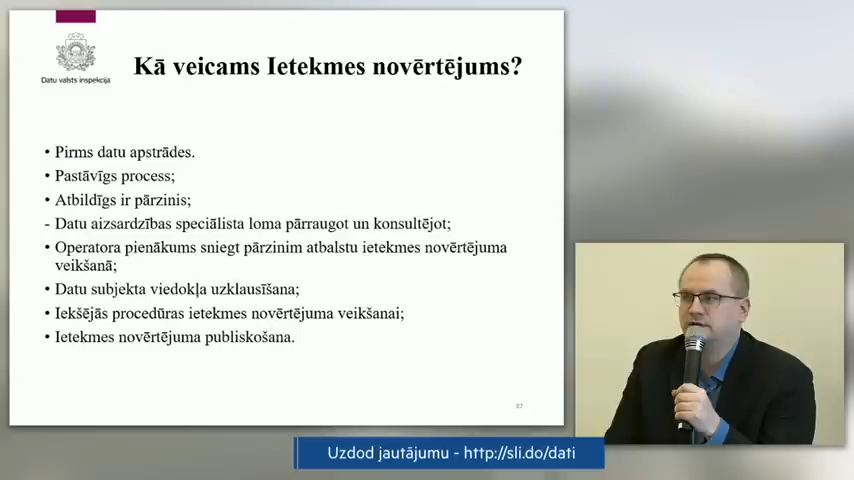 Datu valsts inspekcija
Kā veicams Ietekmes novērtējums?
• Pirms datu apstrādes.
• Pastāvīgs process;
• Atbildīgs ir pārzinis;
- Datu aizsardzības speciālista loma pārraugot un konsultējot;
• Operatora pienākums sniegt pārzinim atbalstu ietekmes novērtējuma
veikšanā;
• Datu subjekta viedokļa uzklausīšana;
• Iekšējās procedūras ietekmes novērtējuma veikšanai;
• Ietekmes novērtējuma publiskošana.
37
Uzdod jautājumu - http://sli.do/dati